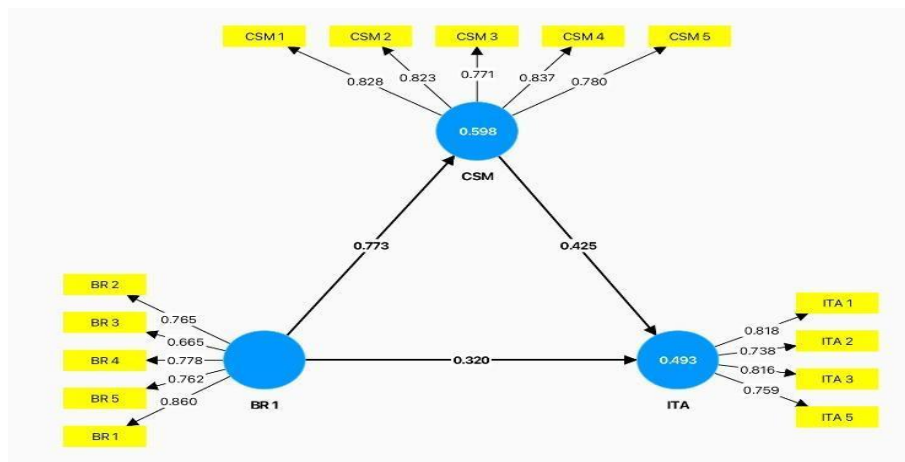 CSM 1 CSM 2 CSM 3 CSM 4 CSM 5
0.828 0.823 0.771 0.837 0.780
0.598
CSM
0.773 0.425
BR 2
BR 3
BR 4
BR 5
BR 1
0.765
0.665
0.778
0.762
0.860
BR 1
0.320
0.493
ITA
0.818
0.738
0.816
0.759
ITA 1
ITA 2
ITA 3
ITA 5